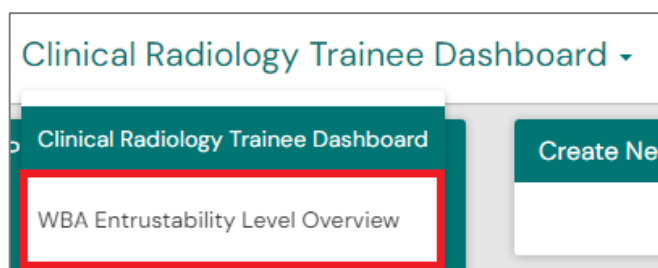 Clinical Radiology Trainee Dashboard
Clinical Radiology Trainee Dashboard
Create Ne
WBA Entrustability Level Overview